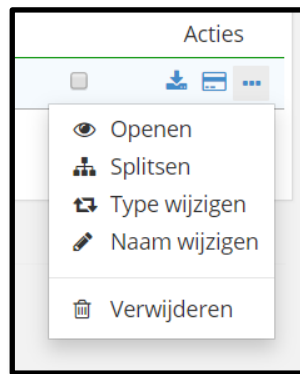 Acties
Openen
Splitsen
Type wijzigen
Naam wijzigen
Verwijderen